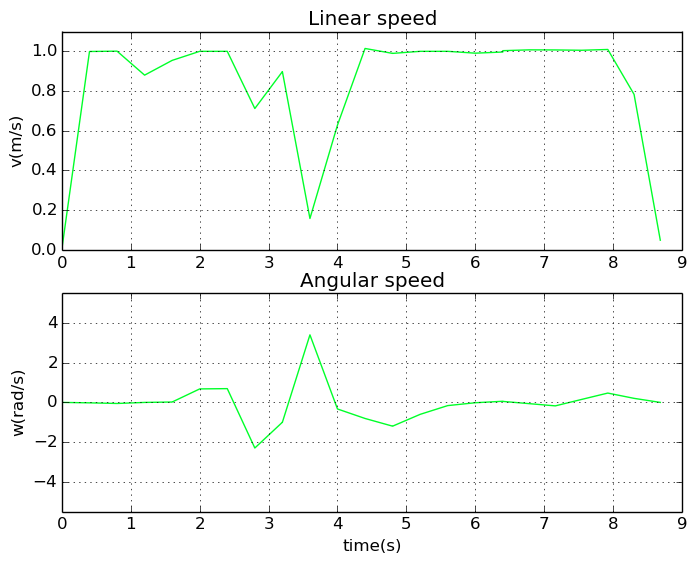 Linear speed
v(m/s)
1.0
0.8
0.6
0.4
0.2
0.0
0 1 2 3 4 5 6 7 8 9
Angular speed
w(rad/s)
4
2
0
−2
−4
0 1 2 3 4 5 6 7 8 9
time(s)